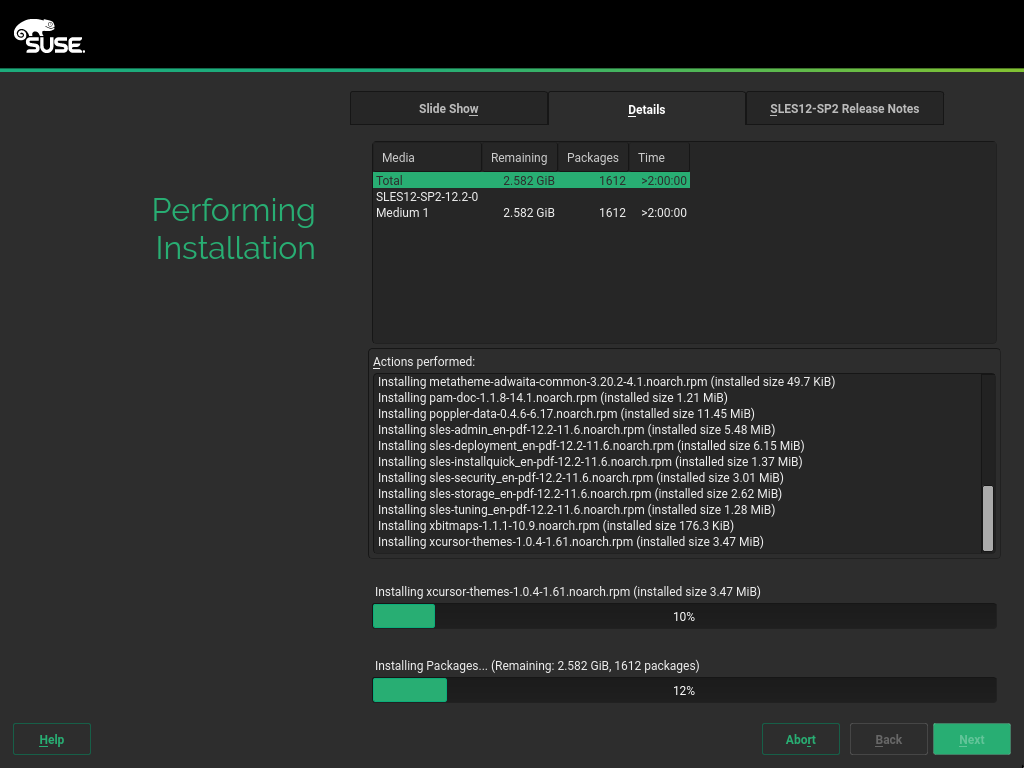 SUSE.
Slide Show
Details
SLES12-SP2 Release Notes
Performing
Installation
Media Remaining Packages Time
Total 2.582 GiB 1612 >2:00:00
SLES12-SP2-12.2-0
Medium 1 2.582 GiB 1612 >2:00:00
Actions performed:
Installing metatheme-adwaita-common-3.20.2-4.1.noarch.rpm (installed size 49.7 KiB)
Installing pam-doc-1.1.8-14.1.noarch.rpm (installed size 1.21 MiB)
Installing poppler-data-0.4.6-6.17.noarch.rpm (installed size 11.45 MiB)
Installing sles-admin_en-pdf-12.2-11.6.noarch.rpm (installed size 5.48 MiB)
Installing sles-deployment_en-pdf-12.2-11.6.noarch.rpm (installed size 6.15 MiB)
Installing sles-installquick_en-pdf-12.2-11.6.noarch.rpm (installed size 1.37 MiB)
Installing sles-security_en-pdf-12.2-11.6.noarch.rpm (installed size 3.01 MiB)
Installing sles-storage_en-pdf-12.2-11.6.noarch.rpm (installed size 2.62 MiB)
Installing sles-tuning_en-pdf-12.2-11.6.noarch.rpm (installed size 1.28 MiB)
Installing xbitmaps-1.1.1-10.9.noarch.rpm (installed size 176.3 KiB)
Installing xcursor-themes-1.0.4-1.61.noarch.rpm (installed size 3.47 MiB)
Installing xcursor-themes-1.0.4-1.61.noarch.rpm (installed size 3.47 MiB)
10%
Installing Packages... (Remaining: 2.582 GiB, 1612 packages)
12%
Help
Abort
Back
Next